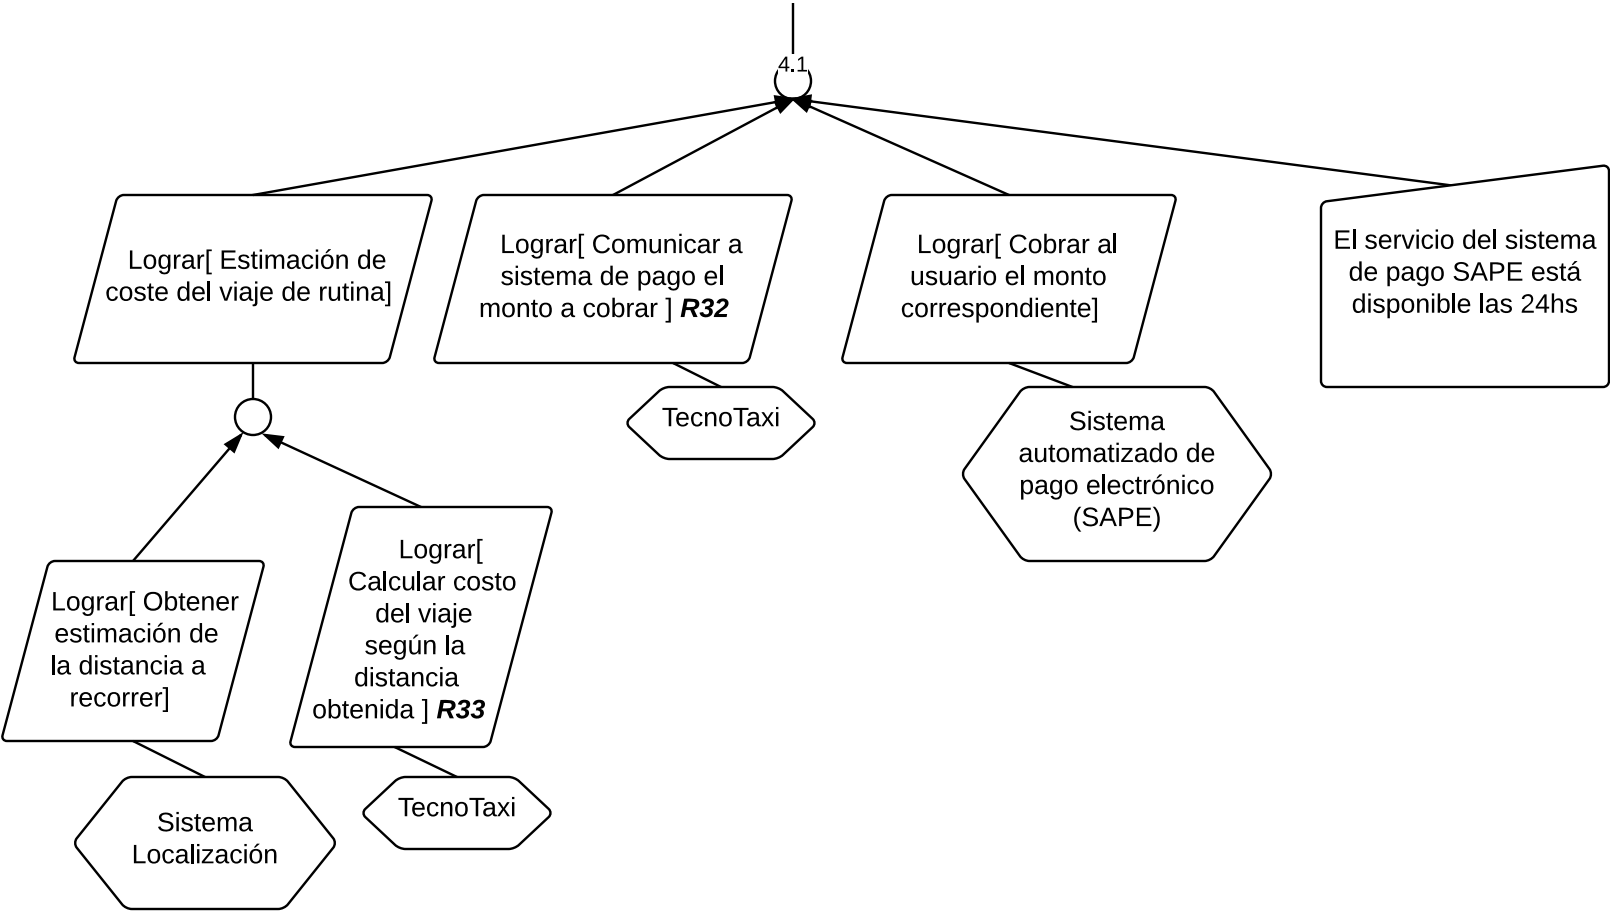 4.1
Lograr[ Estimación de
coste del viaje de rutina]
Lograr[ Comunicar a
sistema de pago el
monto a cobrar ] R32
Lograr[ Cobrar al
usuario el monto
correspondiente]
El servicio del sistema
de pago SAPE está
disponible las 24hs
TecnoTaxi
Sistema
automatizado de
pago electrónico
(SAPE)
Lograr[ Obtener
estimación de
la distancia a
recorrer]
Lograr[
Calcular costo
del viaje
según la
distancia
obtenida ] R33
Sistema
Localización
TecnoTaxi